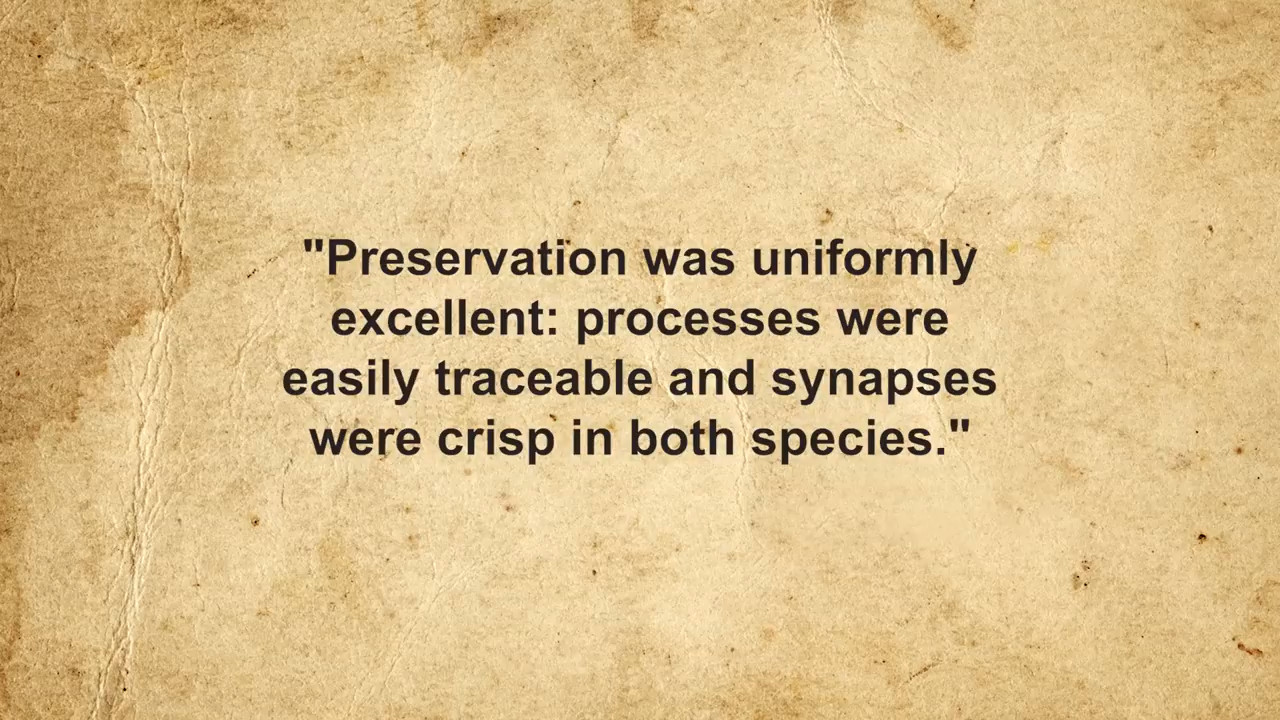 "Preservation was uniformly
excellent: processes were
easily traceable and synapses
were crisp in both species."